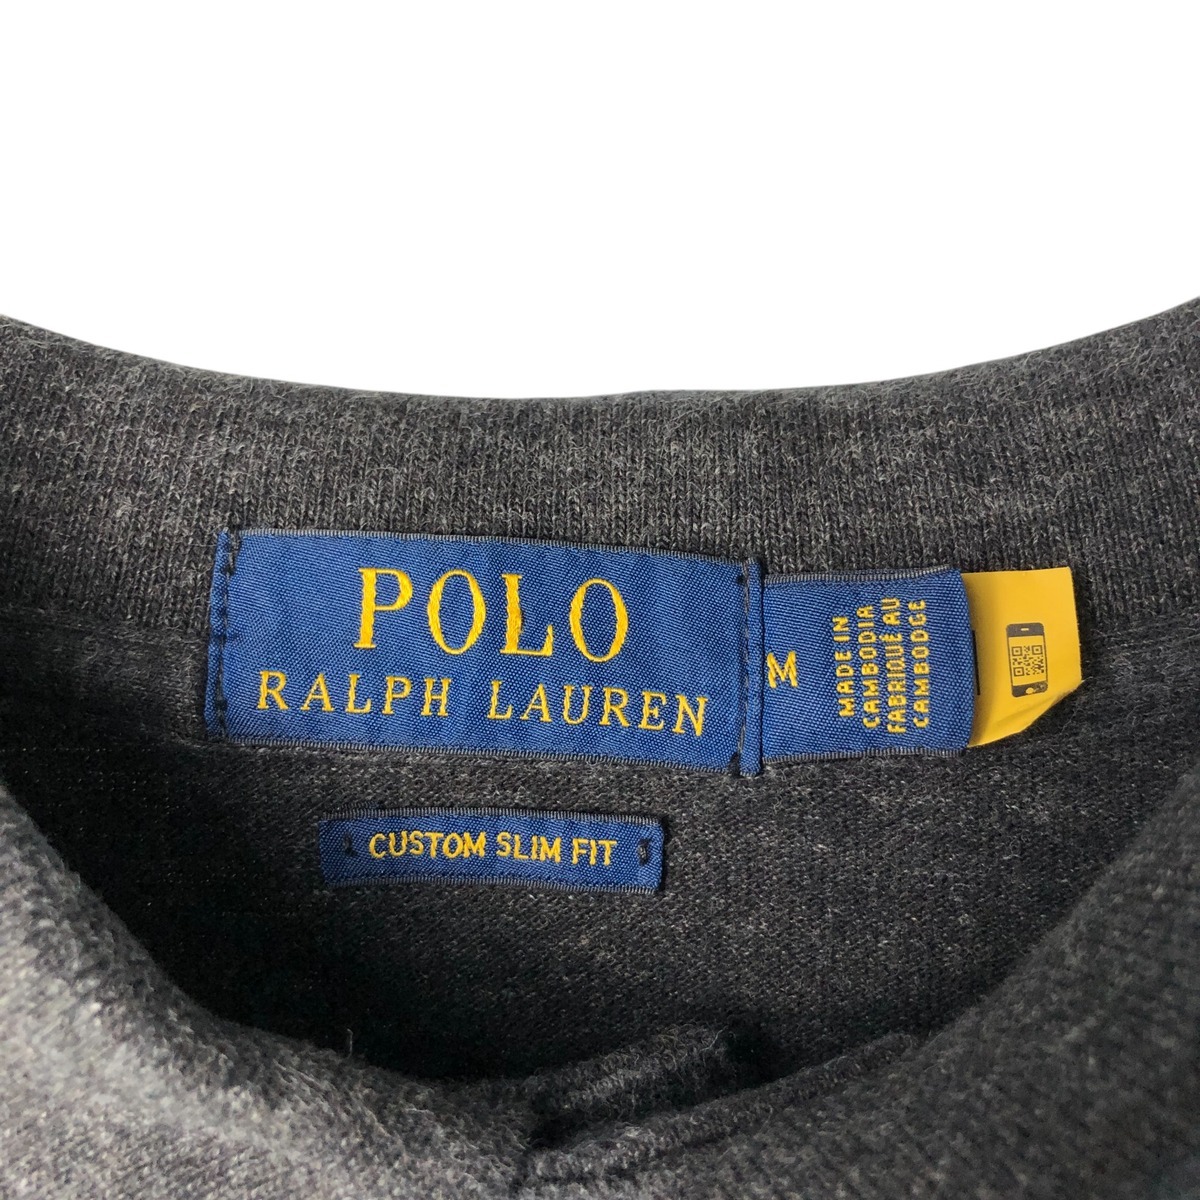 POLO
RALPH LAUREN
M
MADE IN
CAMBODIA
FABRIQUÉ AU
CAMBODGE
CUSTOM SLIM FIT